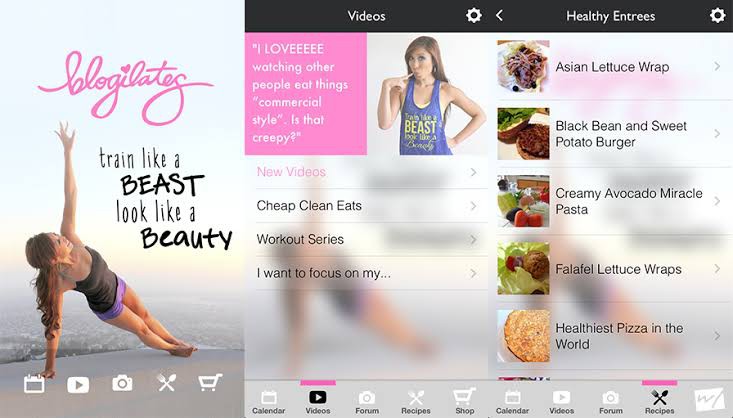 blogilates
train like a
BEAST
look like a
Beauty
Videos
"I LOVEEEEE
watching other
people eat things
"commercial
style". Is that
creepy?"
train like a
BEAST
look like a
Beauty
New Videos
Cheap Clean Eats
Workout Series
I want to focus on my...
Calendar
Videos
Forum
Recipes
Shop
Healthy Entrees
Asian Lettuce Wrap
Black Bean and Sweet
Potato Burger
Creamy Avocado Miracle
Pasta
Falafel Lettuce Wraps
Healthiest Pizza in the
World
Calendar
Videos
Forum
Recipes